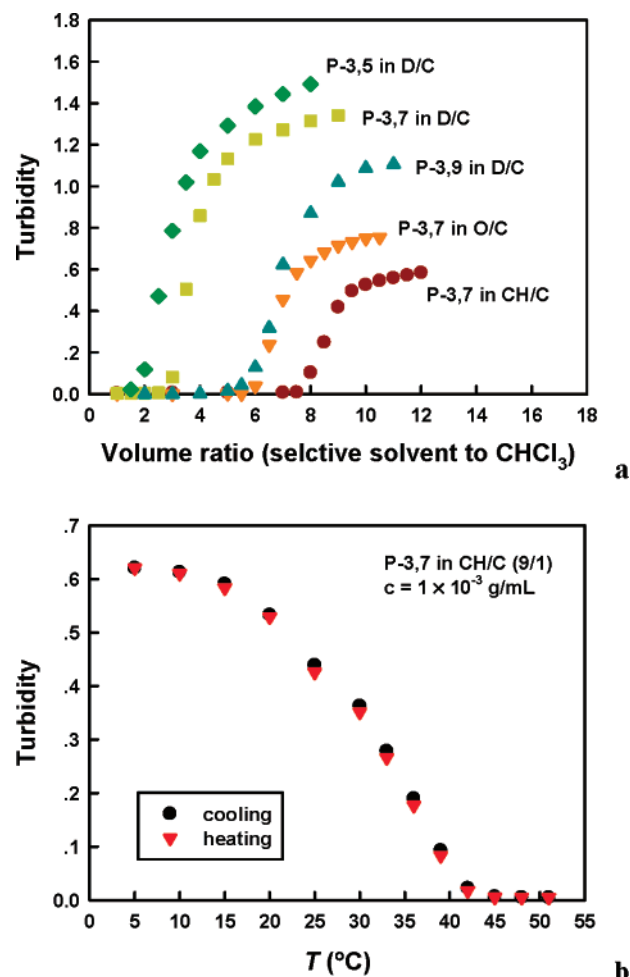 1.8
1.6
1.4
1.2
1.0
.8
.6
.4
.2
0.0
Turbidity
P-3,5 in D/C
P-3,7 in D/C
P-3,9 in D/C
P-3,7 in O/C
P-3,7 in CH/C
0 2 4 6 8 10 12 14 16 18
Volume ratio (selctive solvent to CHCl₃)
a
.7
.6
.5
.4
.3
.2
.1
0.0
Turbidity
P-3,7 in CH/C (9/1)
c = 1 × 10⁻³ g/mL
cooling
heating
0 5 10 15 20 25 30 35 40 45 50 55
T (°C)
b